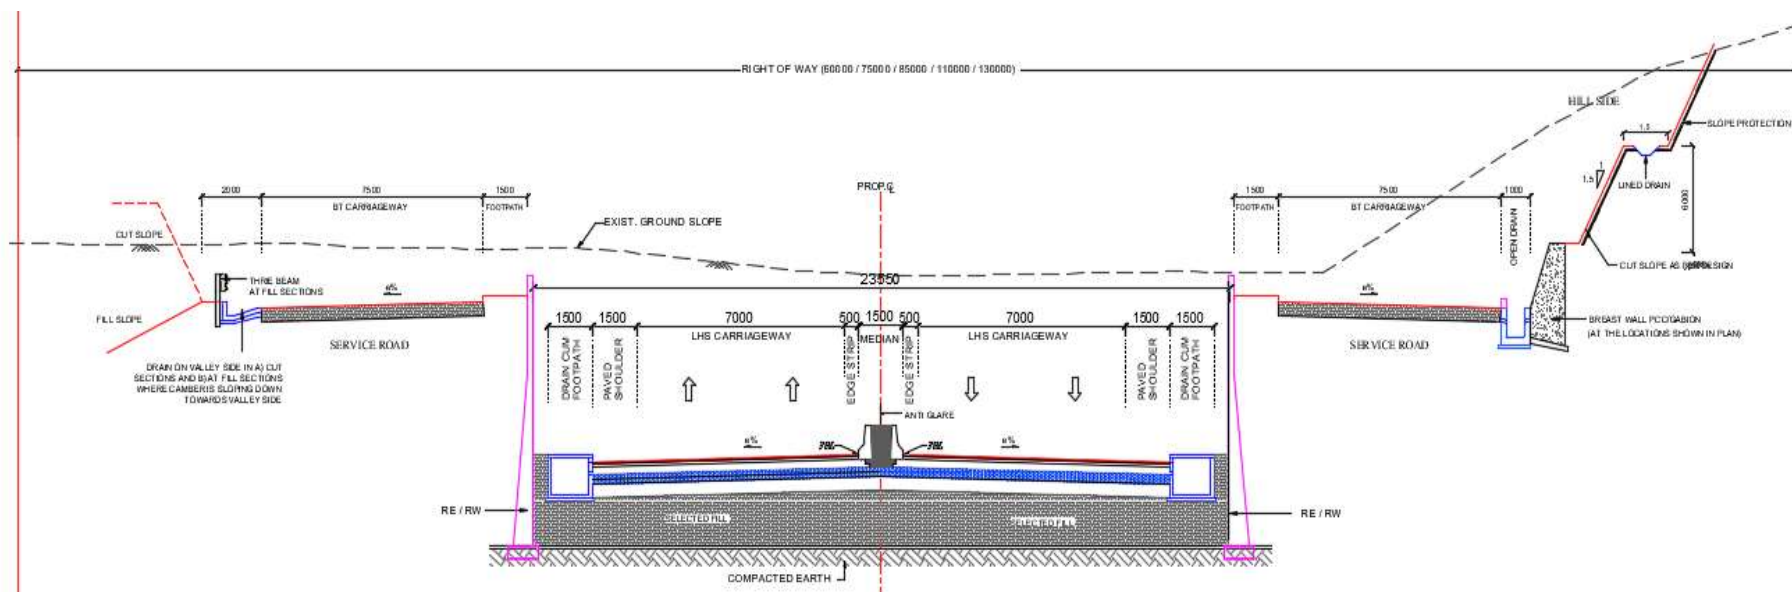 RIGHT OF WAY (60000 / 75000 / 85000 / 110000 / 130000)
HILL SIDE
SLOPE PROTECTION
1.5
LINED DRAIN
1
1.5
6000
CUT SLOPE AS
BREAST WALL
(AT THE LOCATIONS SHOWN IN PLAN)
2000
7500
1500
BT CARRIAGEWAY
FOOTPATH
PROP.
EXIST. GROUND SLOPE
1500
7500
1000
FOOTPATH
BT CARRIAGEWAY
OPEN DRAIN
CUT SLOPE
THRIE BEAM
AT FILL SECTIONS
FILL SLOPE
SERVICE ROAD
DRAIN ON VALLEY SIDE IN A) CUT
SECTIONS AND B)AT FILL SECTIONS
WHERE CAMBER IS SLOPING DOWN
TOWARDS VALLEY SIDE
SERVICE ROAD
23550
1500
1500
7000
500
1500
500
7000
1500
1500
LHS CARRIAGEWAY
MEDIAN
LHS CARRIAGEWAY
DRAIN CUM
FOOTPATH
PAVED
SHOULDER
EDGE STRIP
EDGE STRIP
PAVED
SHOULDER
DRAIN CUM
FOOTPATH
ANTI GLARE
RE / RW
RE / RW
SELECTED FILL
SELECTED FILL
COMPACTED EARTH